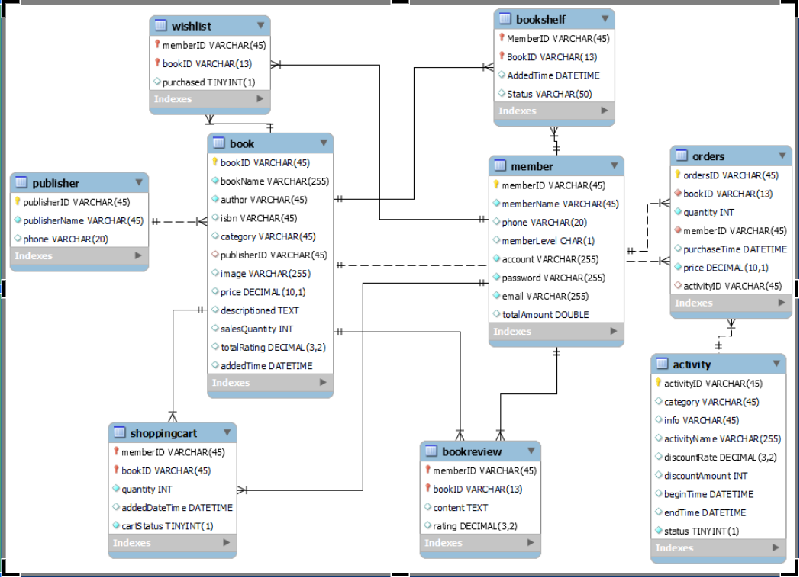 wishlist
memberID VARCHAR(45)
bookID VARCHAR(13)
purchased TINYINT(1)
Indexes
bookshelf
MemberID VARCHAR(45)
BookID VARCHAR(13)
AddedTime DATETIME
Status VARCHAR(50)
Indexes
book
bookID VARCHAR(45)
bookName VARCHAR(255)
author VARCHAR(45)
isbn VARCHAR(45)
category VARCHAR(45)
publisherID VARCHAR(45)
image VARCHAR(255)
price DECIMAL(10,1)
descriptioned TEXT
salesQuantity INT
totalRating DECIMAL(3,2)
addedTime DATETIME
Indexes
publisher
publisherID VARCHAR(45)
publisherName VARCHAR(45)
phone VARCHAR(20)
Indexes
member
memberID VARCHAR(45)
memberName VARCHAR(45)
phone VARCHAR(20)
memberLevel CHAR(1)
account VARCHAR(255)
password VARCHAR(255)
email VARCHAR(255)
totalAmount DOUBLE
Indexes
orders
ordersID VARCHAR(45)
bookID VARCHAR(13)
quantity INT
memberID VARCHAR(45)
purchaseTime DATETIME
price DECIMAL(10,1)
activityID VARCHAR(45)
Indexes
activity
activityID VARCHAR(45)
category VARCHAR(45)
info VARCHAR(45)
activityName VARCHAR(255)
discountRate DECIMAL(3,2)
discountAmount INT
beginTime DATETIME
endTime DATETIME
status TINYINT(1)
Indexes
shoppingcart
memberID VARCHAR(45)
bookID VARCHAR(45)
quantity INT
addedDateTime DATETIME
cartStatus TINYINT(1)
Indexes
bookreview
memberID VARCHAR(45)
bookID VARCHAR(13)
content TEXT
rating DECIMAL(3,2)
Indexes